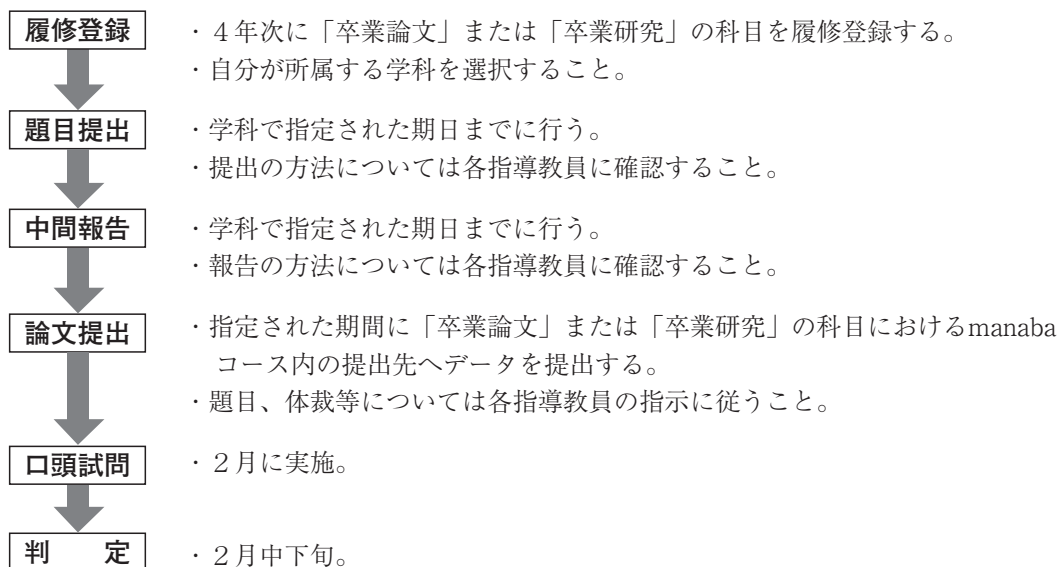 履修登録
・４年次に「卒業論文」または「卒業研究」の科目を履修登録する。
・自分が所属する学科を選択すること。
題目提出
・学科で指定された期日までに行う。
・提出の方法については各指導教員に確認すること。
中間報告
・学科で指定された期日までに行う。
・報告の方法については各指導教員に確認すること。
論文提出
・指定された期間に「卒業論文」または「卒業研究」の科目におけるmanaba
コース内の提出先へデータを提出する。
・題目、体裁等については各指導教員の指示に従うこと。
口頭試問
・２月に実施。
判　　定
・２月中下旬。